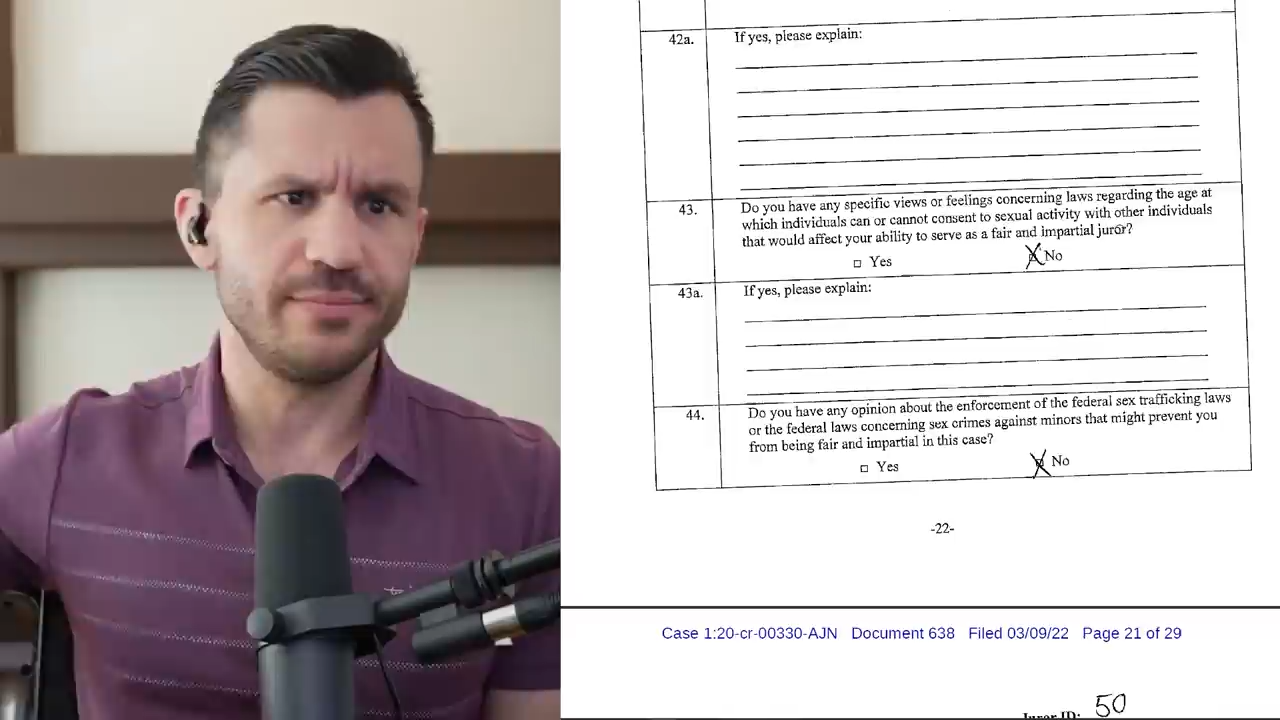 42a. If yes, please explain:
43. Do you have any specific views or feelings concerning laws regarding the age at
which individuals can or cannot consent to sexual activity with other individuals
that would affect your ability to serve as a fair and impartial juror?
□ Yes □ No
43a. If yes, please explain:
44. Do you have any opinion about the enforcement of the federal sex trafficking laws
or the federal laws concerning sex crimes against minors that might prevent you
from being fair and impartial in this case?
□ Yes □ No
-22-
Case 1:20-cr-00330-AJN Document 638 Filed 03/09/22 Page 21 of 29
Juror ID: 50